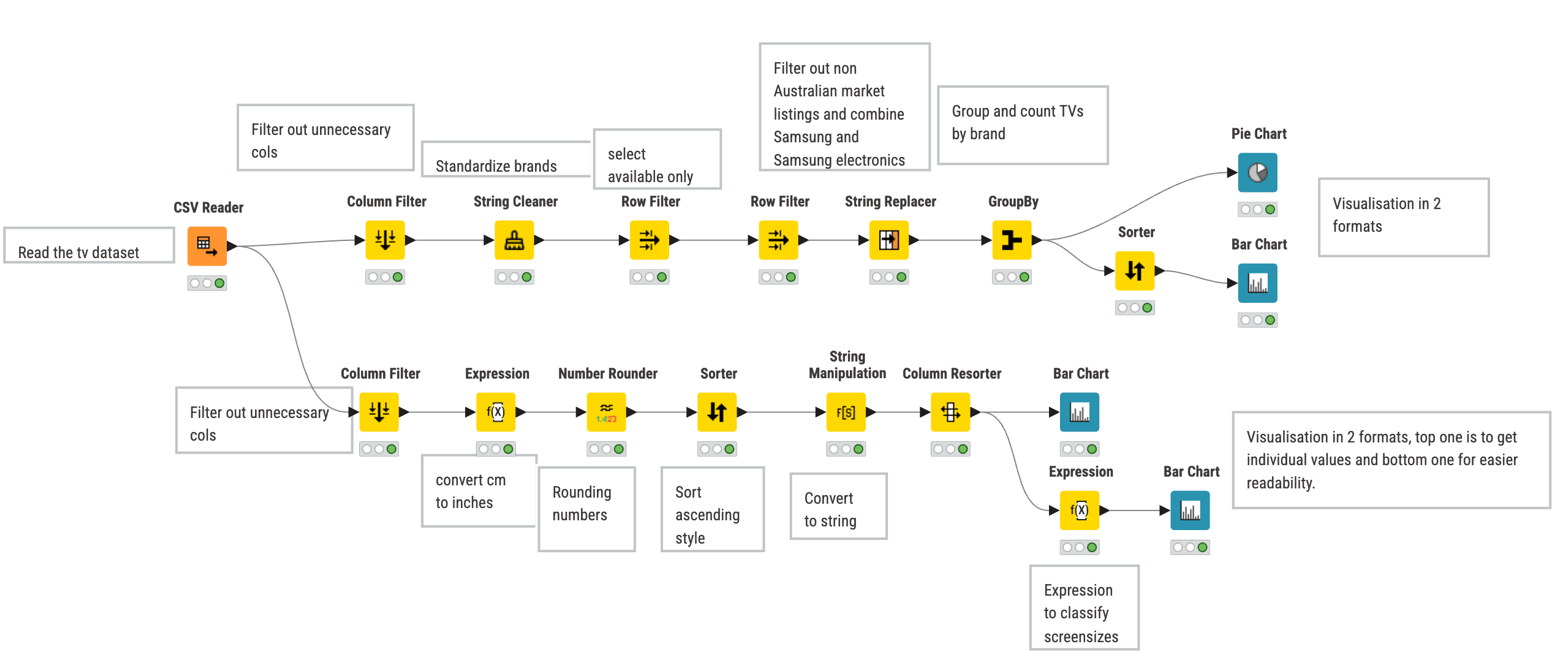 Filter out non
Australian market
listings and combine
Samsung and
Samsung electronics
Group and count TVs
by brand
Filter out unnecessary
cols
Standardize brands
select
available only
Pie Chart
Visualisation in 2
formats
CSV Reader
Column Filter
String Cleaner
Row Filter
Row Filter
String Replacer
GroupBy
Sorter
Bar Chart
Read the tv dataset
Column Filter
Expression
Number Rounder
Sorter
String
Manipulation
Column Resorter
Bar Chart
Filter out unnecessary
cols
f(X)
1.423
F[S]
Visualisation in 2 formats, top one is to get
individual values and bottom one for easier
readability.
convert cm
to inches
Rounding
numbers
Sort
ascending
style
Convert
to string
Expression
Bar Chart
f(X)
Expression
to classify
screensizes